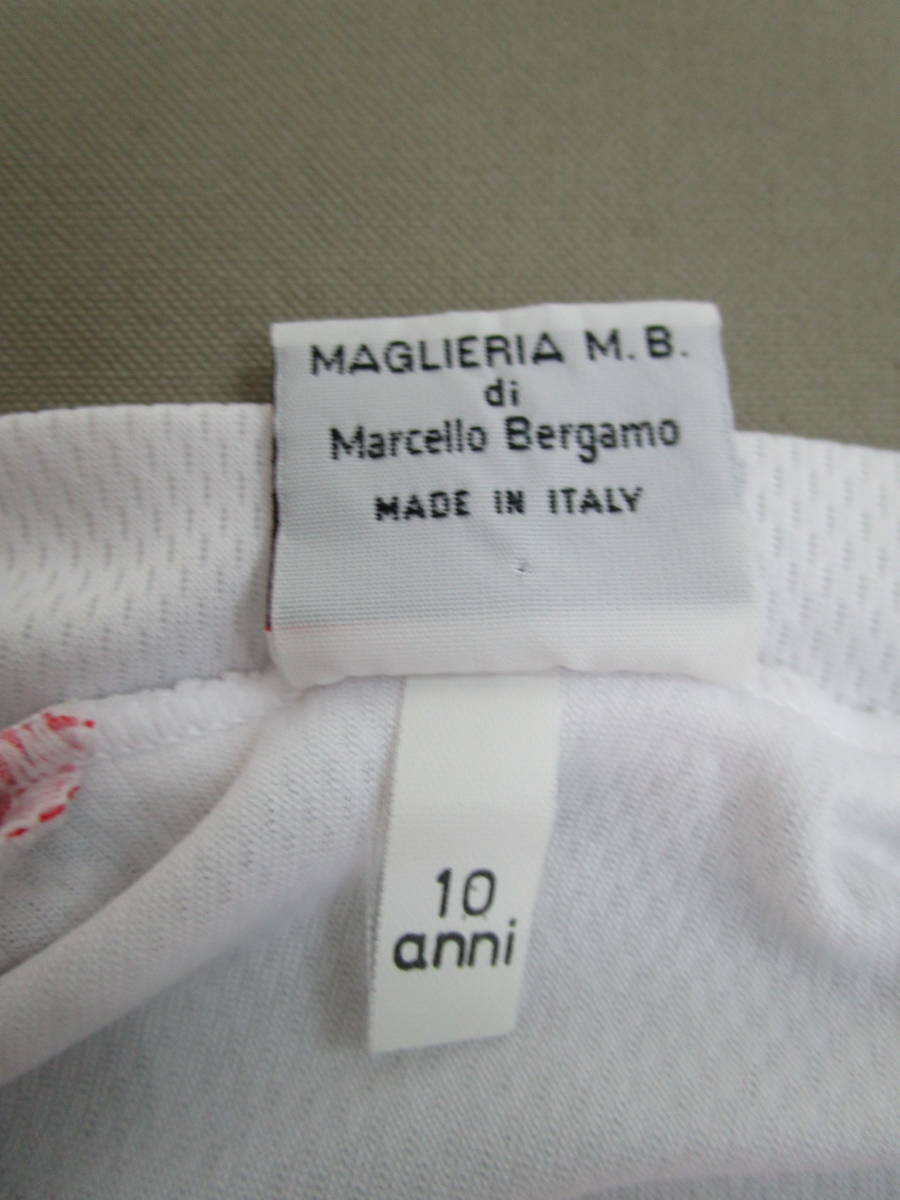 MAGLIERIA M. B.
di
Marcello Bergamo
MADE IN ITALY
10
anni